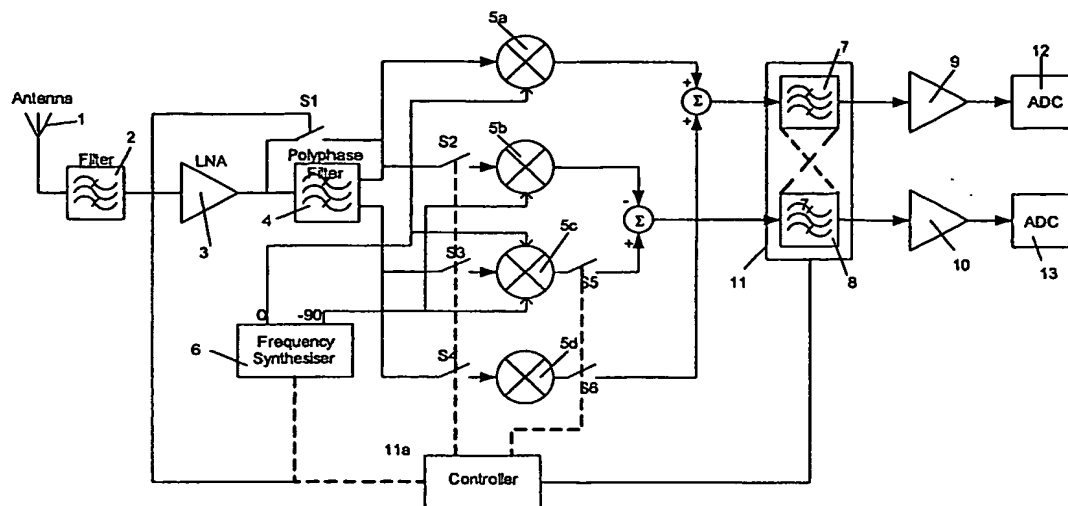 5a
7
9
12
Antenna
1
S1
ADC
2
Filter
LNA
Polyphase
Filter
S2
5b
+
Σ
+
3
4
-
Σ
+
7
5c
S3
S5
11
8
10
ADC
13
0
-90
6
Frequency
Synthesiser
S4
5d
S6
11a
Controller